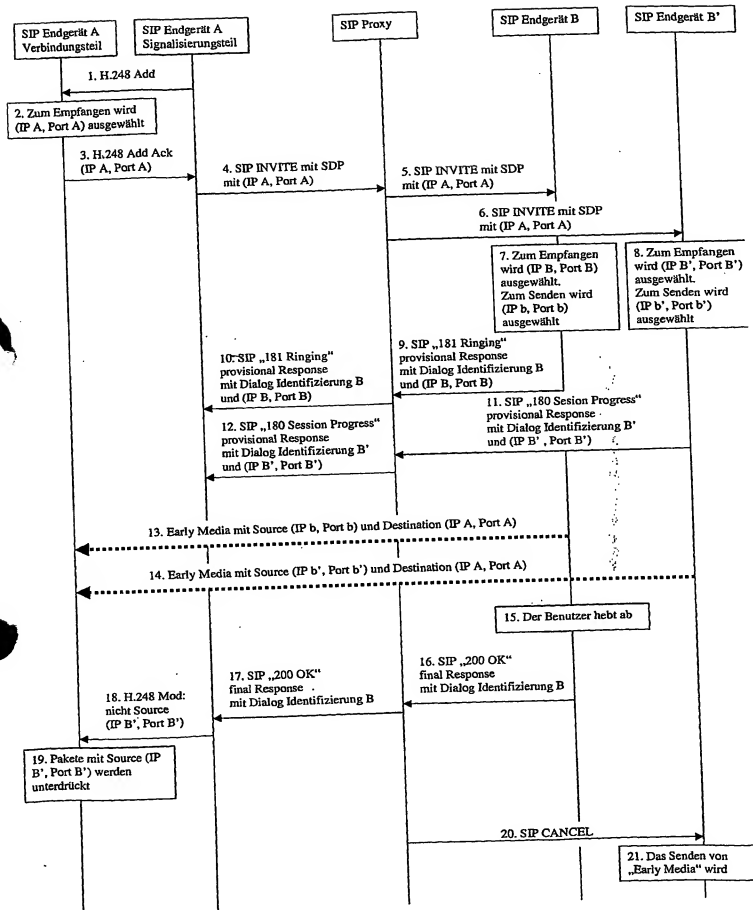 SIP Endgerät A
Verbindungsteil
SIP Endgerät A
Signalisierungsteil
SIP Proxy
SIP Endgerät B
SIP Endgerät B’
1. H.248 Add
2. Zum Empfangen wird
(IP A, Port A) ausgewählt
3. H.248 Add Ack
(IP A, Port A)
4. SIP INVITE mit SDP
mit (IP A, Port A)
5. SIP INVITE mit SDP
mit (IP A, Port A)
6. SIP INVITE mit SDP
mit (IP A, Port A)
7. Zum Empfangen
wird (IP B, Port B)
ausgewählt.
Zum Senden wird
(IP b, Port b)
ausgewählt
8. Zum Empfangen
wird (IP B’, Port B’)
ausgewählt.
Zum Senden wird
(IP b’, Port b’)
ausgewählt
9. SIP „181 Ringing“
provisional Response
mit Dialog Identifizierung B
und (IP B, Port B)
10. SIP „181 Ringing“
provisional Response
mit Dialog Identifizierung B
und (IP B, Port B)
11. SIP „180 Sesion Progress“
provisional Response
mit Dialog Identifizierung B’
und (IP B’ , Port B’)
12. SIP „180 Session Progress“
provisional Response
mit Dialog Identifizierung B’
und (IP B’, Port B’)
13. Early Media mit Source (IP b, Port b) und Destination (IP A, Port A)
14. Early Media mit Source (IP b’, Port b’) und Destination (IP A, Port A)
15. Der Benutzer hebt ab
16. SIP „200 OK“
final Response
mit Dialog Identifizierung B
17. SIP „200 OK“
final Response
mit Dialog Identifizierung B
18. H.248 Mod:
nicht Source
(IP B’, Port B’)
19. Pakete mit Source (IP
B’, Port B’) werden
unterdrückt
20. SIP CANCEL
21. Das Senden von
„Early Media“ wird